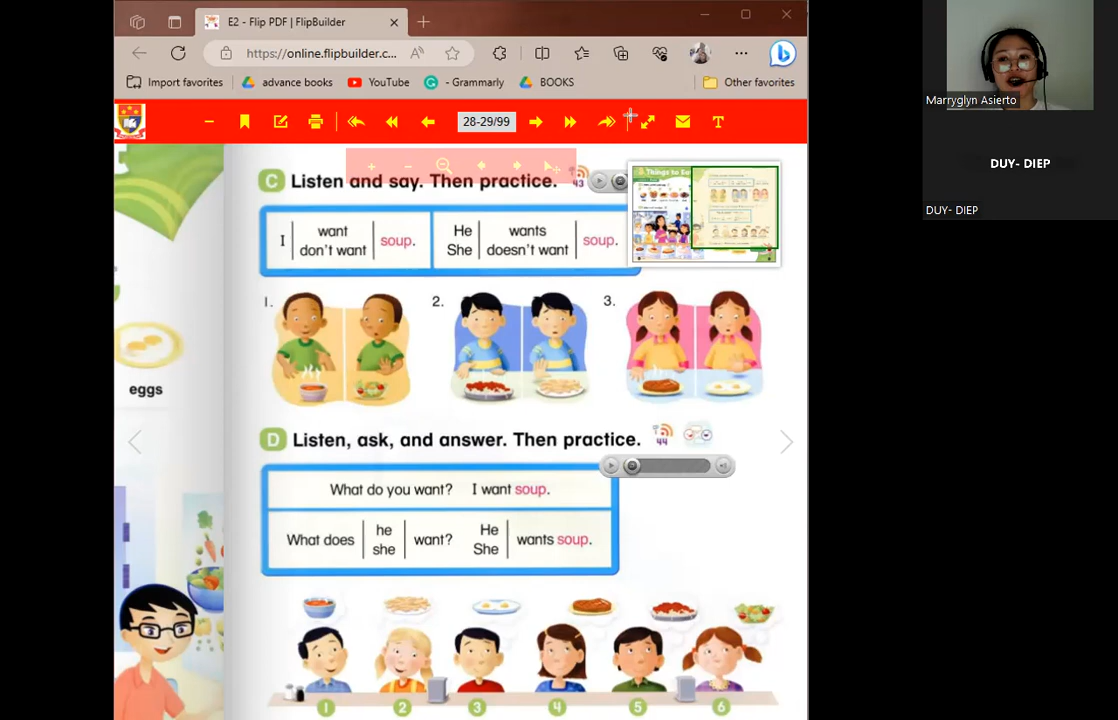 E2 - Flip PDF | FlipBuilder
https://online.flipbuilder.c...
Import favorites
advance books
YouTube
- Grammarly
BOOKS
Other favorites
28-29/99
C Listen and say. Then practice.
43
I want don't want soup.
He She wants doesn't want soup.
1.
2.
3.
eggs
D Listen, ask, and answer. Then practice.
44
What do you want? I want soup.
What does he she want? He She wants soup.
1 2 3 4 5 6
Marryglyn Asierto
DUY- DIEP
DUY- DIEP